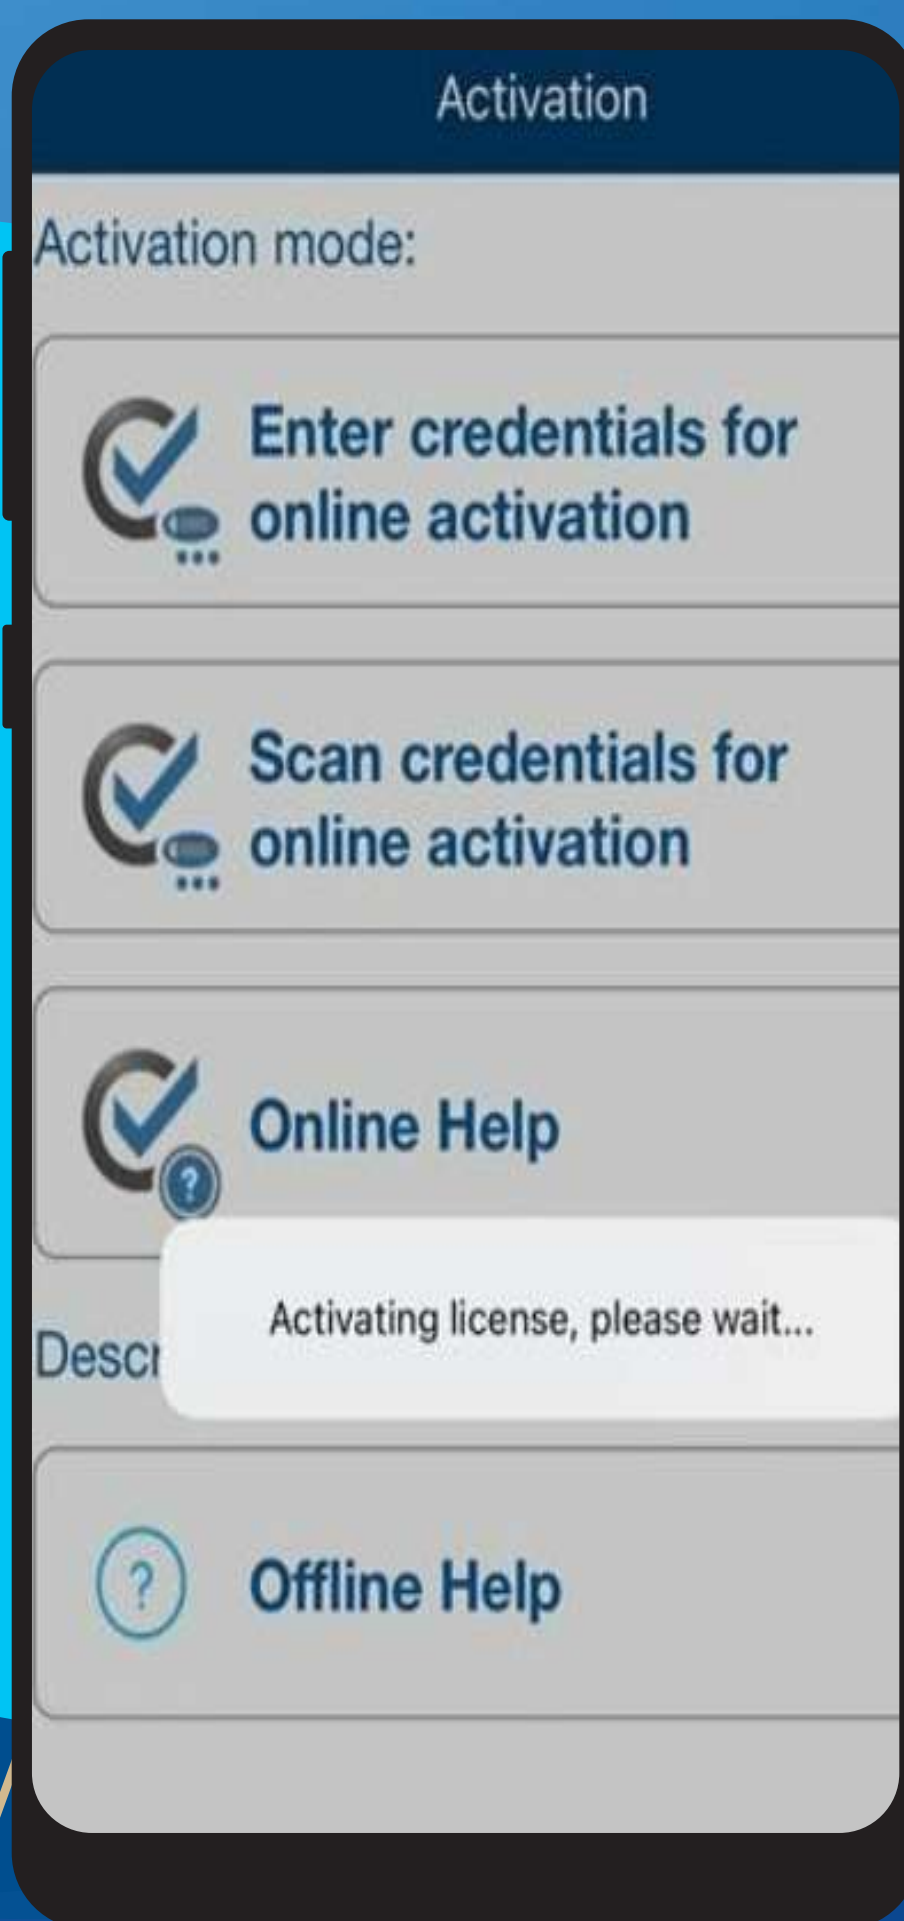 Activation
Activation mode:
Enter credentials for
online activation
Scan credentials for
online activation
Online Help
?
Activating license, please wait...
Descr
?
Offline Help